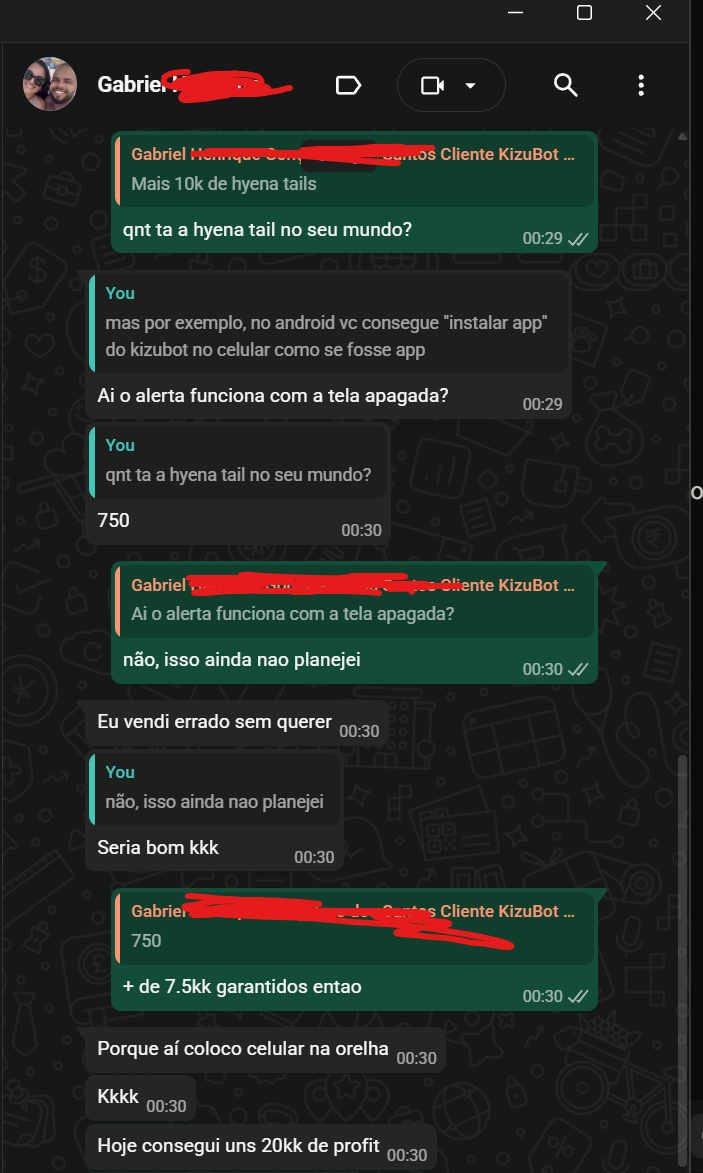 Gabriel
Gabriel Cliente KizuBot ...
Mais 10k de hyena tails
qnt ta a hyena tail no seu mundo?
00:29
You
mas por exemplo, no android vc consegue "instalar app"
do kizubot no celular como se fosse app
Ai o alerta funciona com a tela apagada?
00:29
You
qnt ta a hyena tail no seu mundo?
750
00:30
Gabriel Cliente KizuBot ...
Ai o alerta funciona com a tela apagada?
não, isso ainda nao planejei
00:30
Eu vendi errado sem querer 00:30
You
não, isso ainda nao planejei
Seria bom kkk
00:30
Gabriel Cliente KizuBot ...
750
+ de 7.5kk garantidos entao
00:30
Porque aí coloco celular na orelha 00:30
Kkkk 00:30
Hoje consegui uns 20kk de profit 00:30